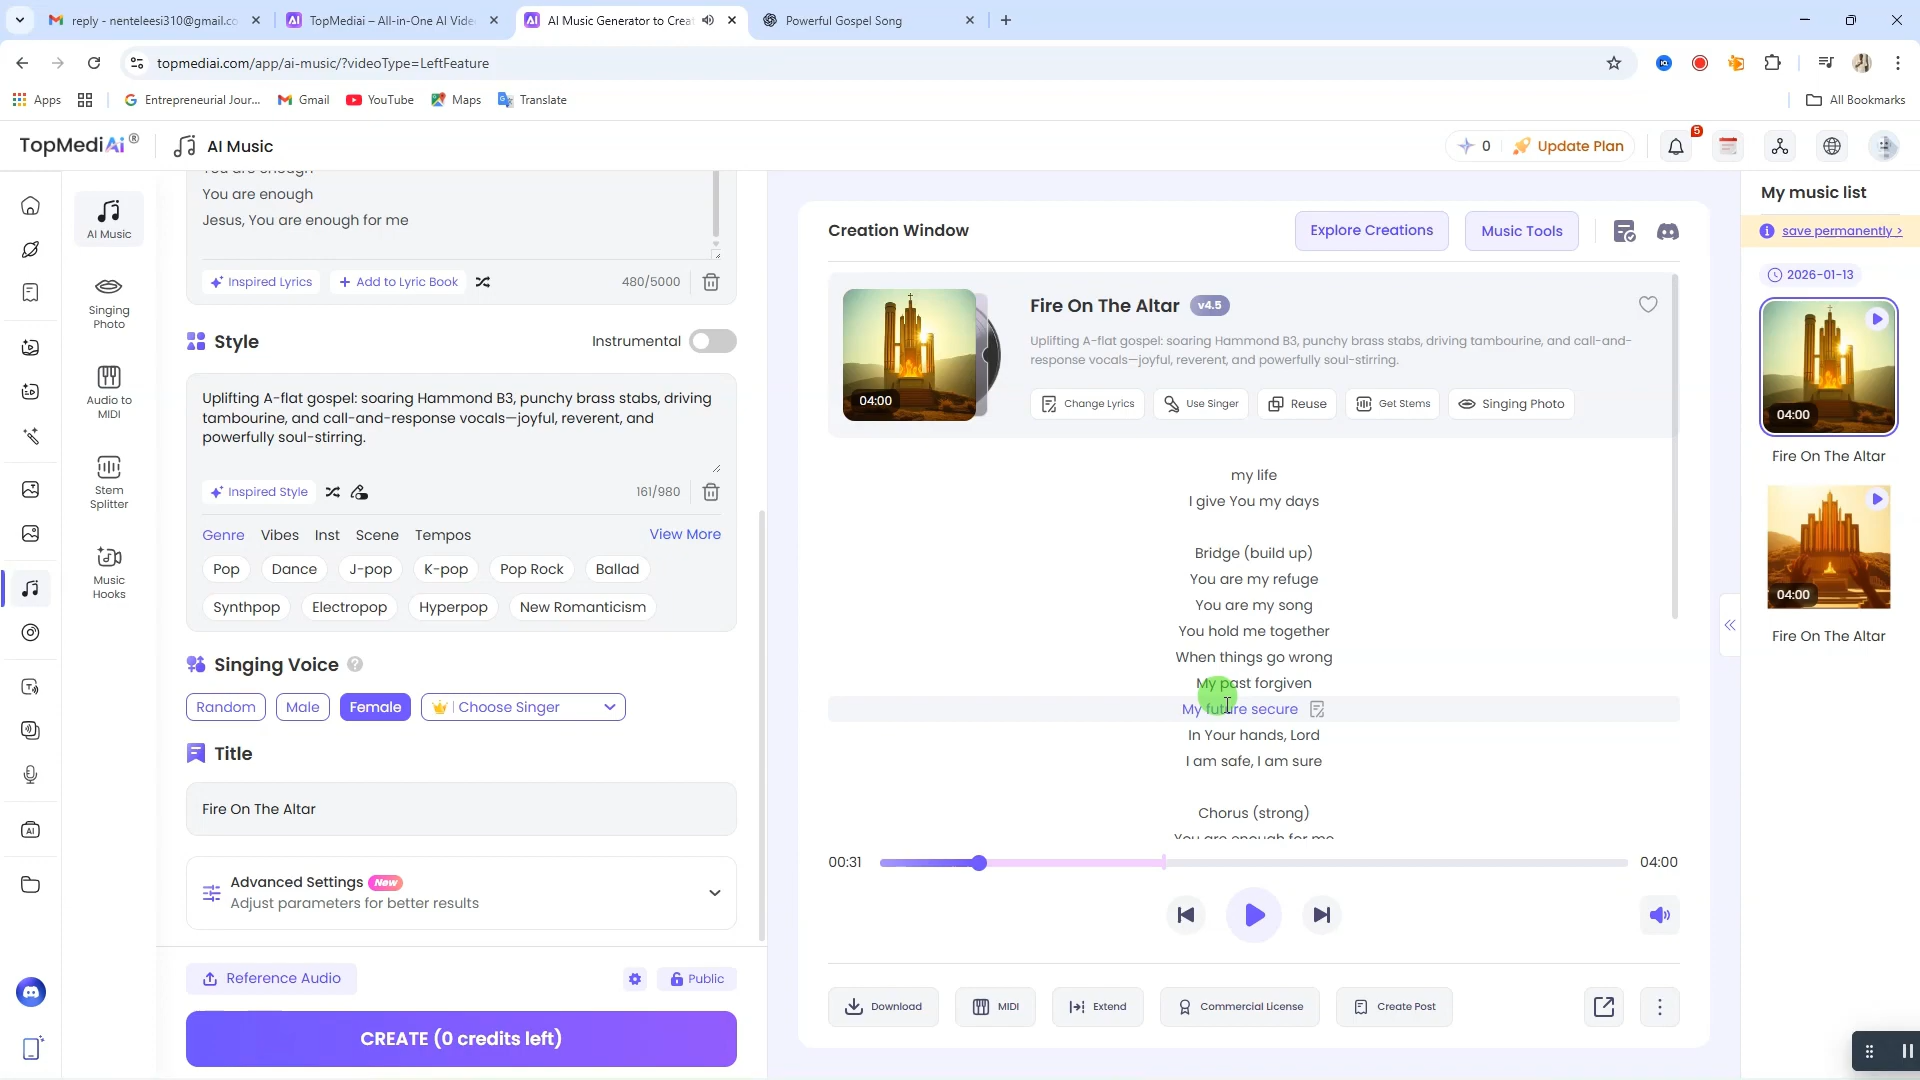 reply - nenteleesi310@gmail.co
TopMediai – All-in-One AI Vide
AI Music Generator to Crea
Powerful Gospel Song
topmediai.com/app/ai-music/?videoType=LeftFeature
Apps
Entrepreneurial Jour...
Gmail
YouTube
Maps
Translate
All Bookmarks
TopMediAi®
AI Music
0
Update Plan
5
AI Music
Singing
Photo
Audio to
MIDI
Stem
Splitter
Music
Hooks
You are enough
Jesus, You are enough for me
Inspired Lyrics
+ Add to Lyric Book
480/5000
Style
Instrumental
Uplifting A-flat gospel: soaring Hammond B3, punchy brass stabs, driving
tambourine, and call-and-response vocals—joyful, reverent, and
powerfully soul-stirring.
Inspired Style
161/980
Genre
Vibes
Inst
Scene
Tempos
View More
Pop
Dance
J-pop
K-pop
Pop Rock
Ballad
Synthpop
Electropop
Hyperpop
New Romanticism
Singing Voice ?
Random
Male
Female
Choose Singer
Title
Fire On The Altar
Advanced Settings New
Adjust parameters for better results
Reference Audio
Public
CREATE (0 credits left)
Creation Window
Explore Creations
Music Tools
04:00
Fire On The Altar v4.5
Uplifting A-flat gospel: soaring Hammond B3, punchy brass stabs, driving tambourine, and call-and-
response vocals—joyful, reverent, and powerfully soul-stirring.
Change Lyrics
Use Singer
Reuse
Get Stems
Singing Photo
my life
I give You my days
Bridge (build up)
You are my refuge
You are my song
You hold me together
When things go wrong
My past forgiven
My future secure
In Your hands, Lord
I am safe, I am sure
Chorus (strong)
You are enough for me
00:31
04:00
Download
MIDI
Extend
Commercial License
Create Post
My music list
save permanently >
2026-01-13
04:00
Fire On The Altar
04:00
Fire On The Altar